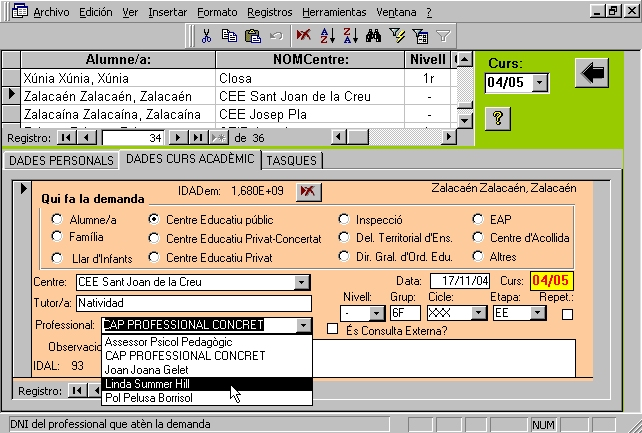 Archivo Edición Ver Insertar Formato Registros Herramientas Ventana ?
Alumne/a: NOMCentre: Nivell
Xúnia Xúnia, Xúnia Closa 1r
Zalacaén Zalacaén, Zalacaén CEE Sant Joan de la Creu -
Zalacaína Zalacaína, Zalacaína CEE Josep Pla -
Registro: 34 de 36
Curs:
04/05
?
DADES PERSONALS DADES CURS ACADÈMIC TASQUES
Qui fa la demanda IDADem: 1,680E+09 Zalacaén Zalacaén, Zalacaén
Alumne/a Centre Educatiu públic Inspecció EAP
Família Centre Educatiu Privat-Concertat Del. Territorial d'Ens. Centre d'Acollida
Llar d'Infants Centre Educatiu Privat Dir. Gral. d'Ord. Edu. Altres
Centre: CEE Sant Joan de la Creu Data: 17/11/04 Curs: 04/05
Tutor/a: Natividad Nivell: Grup: Cicle: Etapa: Repet.:
- 6F XXX EE
Professional: CAP PROFESSIONAL CONCRET És Consulta Externa?
Observacio
Assessor Psicol Pedagògic
CAP PROFESSIONAL CONCRET
IDAL: 93 Joan Joana Gelet
Linda Summer Hill
Registro: Pol Pelusa Borrisol
DNI del professional que atèn la demanda NUM